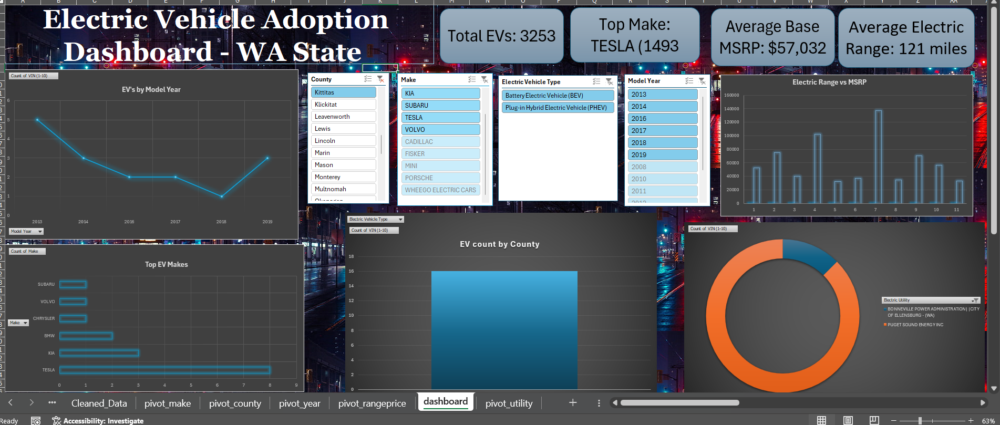 A B C D E F G H I J K L M N O P Q R S T U V W X Y Z AA
Electric Vehicle Adoption
Dashboard - WA State
Total EVs: 3253
Top Make:
TESLA (1493
Average Base
MSRP: $57,032
Average Electric
Range: 121 miles
Count of VIN (1-10)
EV's by Model Year
6
5
4
3
2
1
0
2013 2014 2016 2017 2018 2019
Model Year
County
Kittitas
Klickitat
Leavenworth
Lewis
Lincoln
Marin
Mason
Monterey
Multnomah
Okanogan
Make
KIA
SUBARU
TESLA
VOLVO
CADILLAC
FISKER
MINI
PORSCHE
WHEEGO ELECTRIC CARS
Electric Vehicle Type
Battery Electric Vehicle (BEV)
Plug-in Hybrid Electric Vehicle (PHEV)
Model Year
2013
2014
2016
2017
2018
2019
2008
2010
2011
2012
Electric Range vs MSRP
160000
140000
120000
100000
80000
60000
40000
20000
0
1 2 3 4 5 6 7 8 9 10 11
Count of Make
Top EV Makes
SUBARU
VOLVO
CHRYSLER
Make
BMW
KIA
TESLA
0 1 2 3 4 5 6 7 8 9
Electric Vehicle Type
Count of VIN (1-10)
EV count by County
18
16
14
12
10
8
6
4
2
0
Count of VIN (1-10)
Electric Utility
BONNEVILLE POWER ADMINISTRATION||CITY
OF ELLENSBURG - (WA)
PUGET SOUND ENERGY INC
Cleaned_Data pivot_make pivot_county pivot_year pivot_rangeprice dashboard pivot_utility
Ready
Accessibility: Investigate
63%